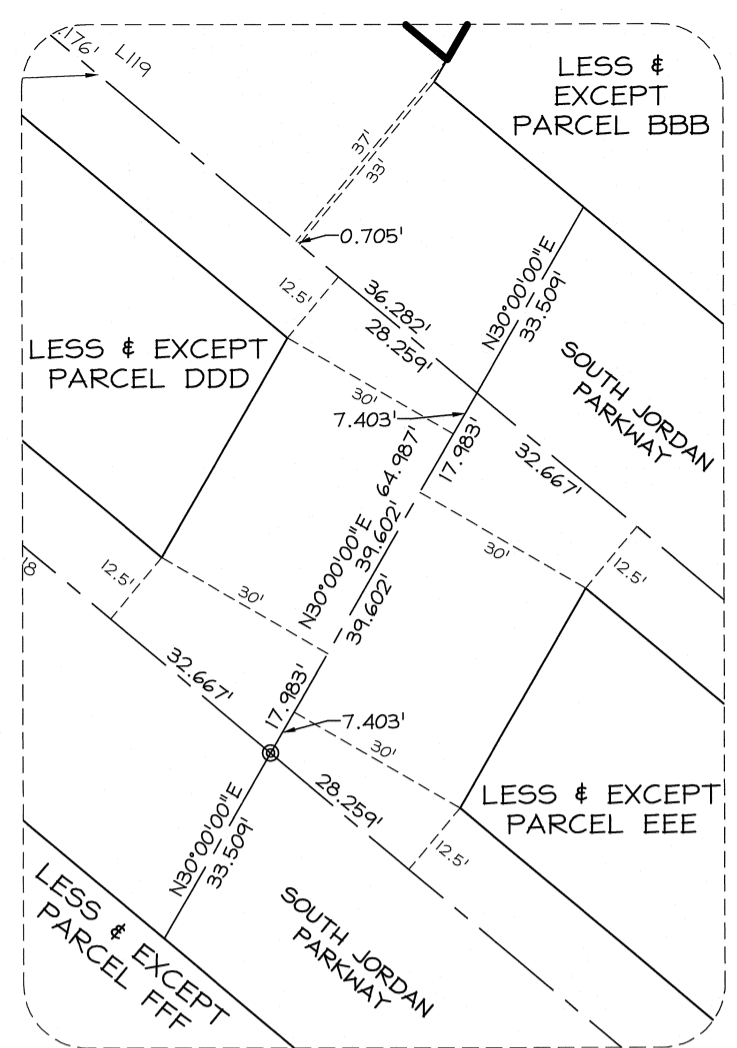 .176' L119
LESS &
EXCEPT
PARCEL BBB
37'
33'
0.705'
12.5'
36.282'
28.259'
N30°00'00"E
33.509'
LESS & EXCEPT
PARCEL DDD
SOUTH JORDAN
PARKWAY
30'
7.403'
17.983'
64.987'
32.667'
N30°00'00"E
39.602'
39.602'
30'
12.5'
18
12.5'
30'
32.667'
17.983'
7.403'
30'
28.259'
N30°00'00"E
33.509'
LESS & EXCEPT
PARCEL EEE
12.5'
LESS & EXCEPT
PARCEL FFF
SOUTH JORDAN
PARKWAY